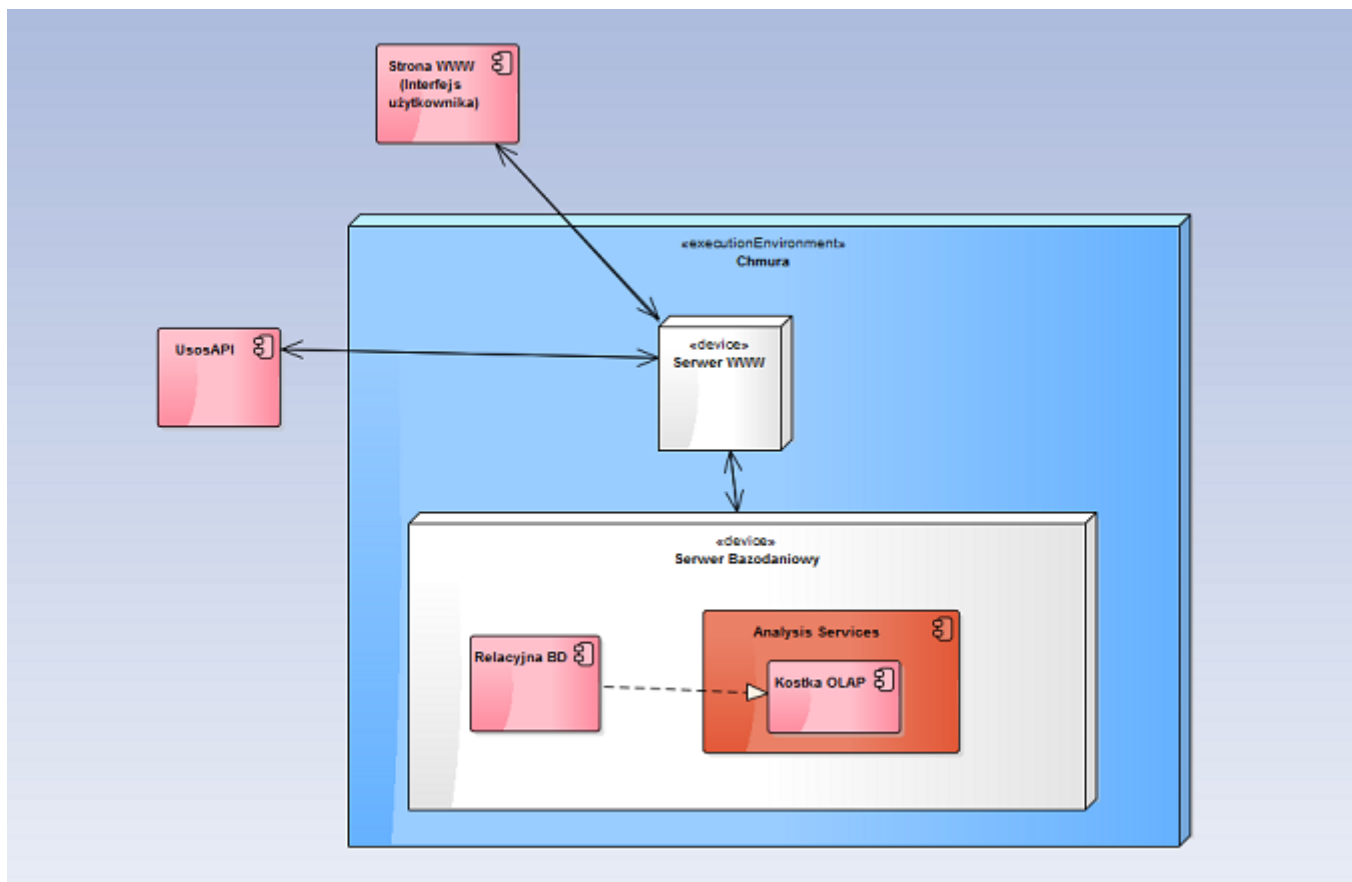 Strona WWW
(Interfejs
użytkownika)
«executionEnvironment»
Chmura
UsosAPI
«device»
Serwer WWW
«device»
Serwer Bazodaniowy
Analysis Services
Relacyjna BD
Kostka OLAP